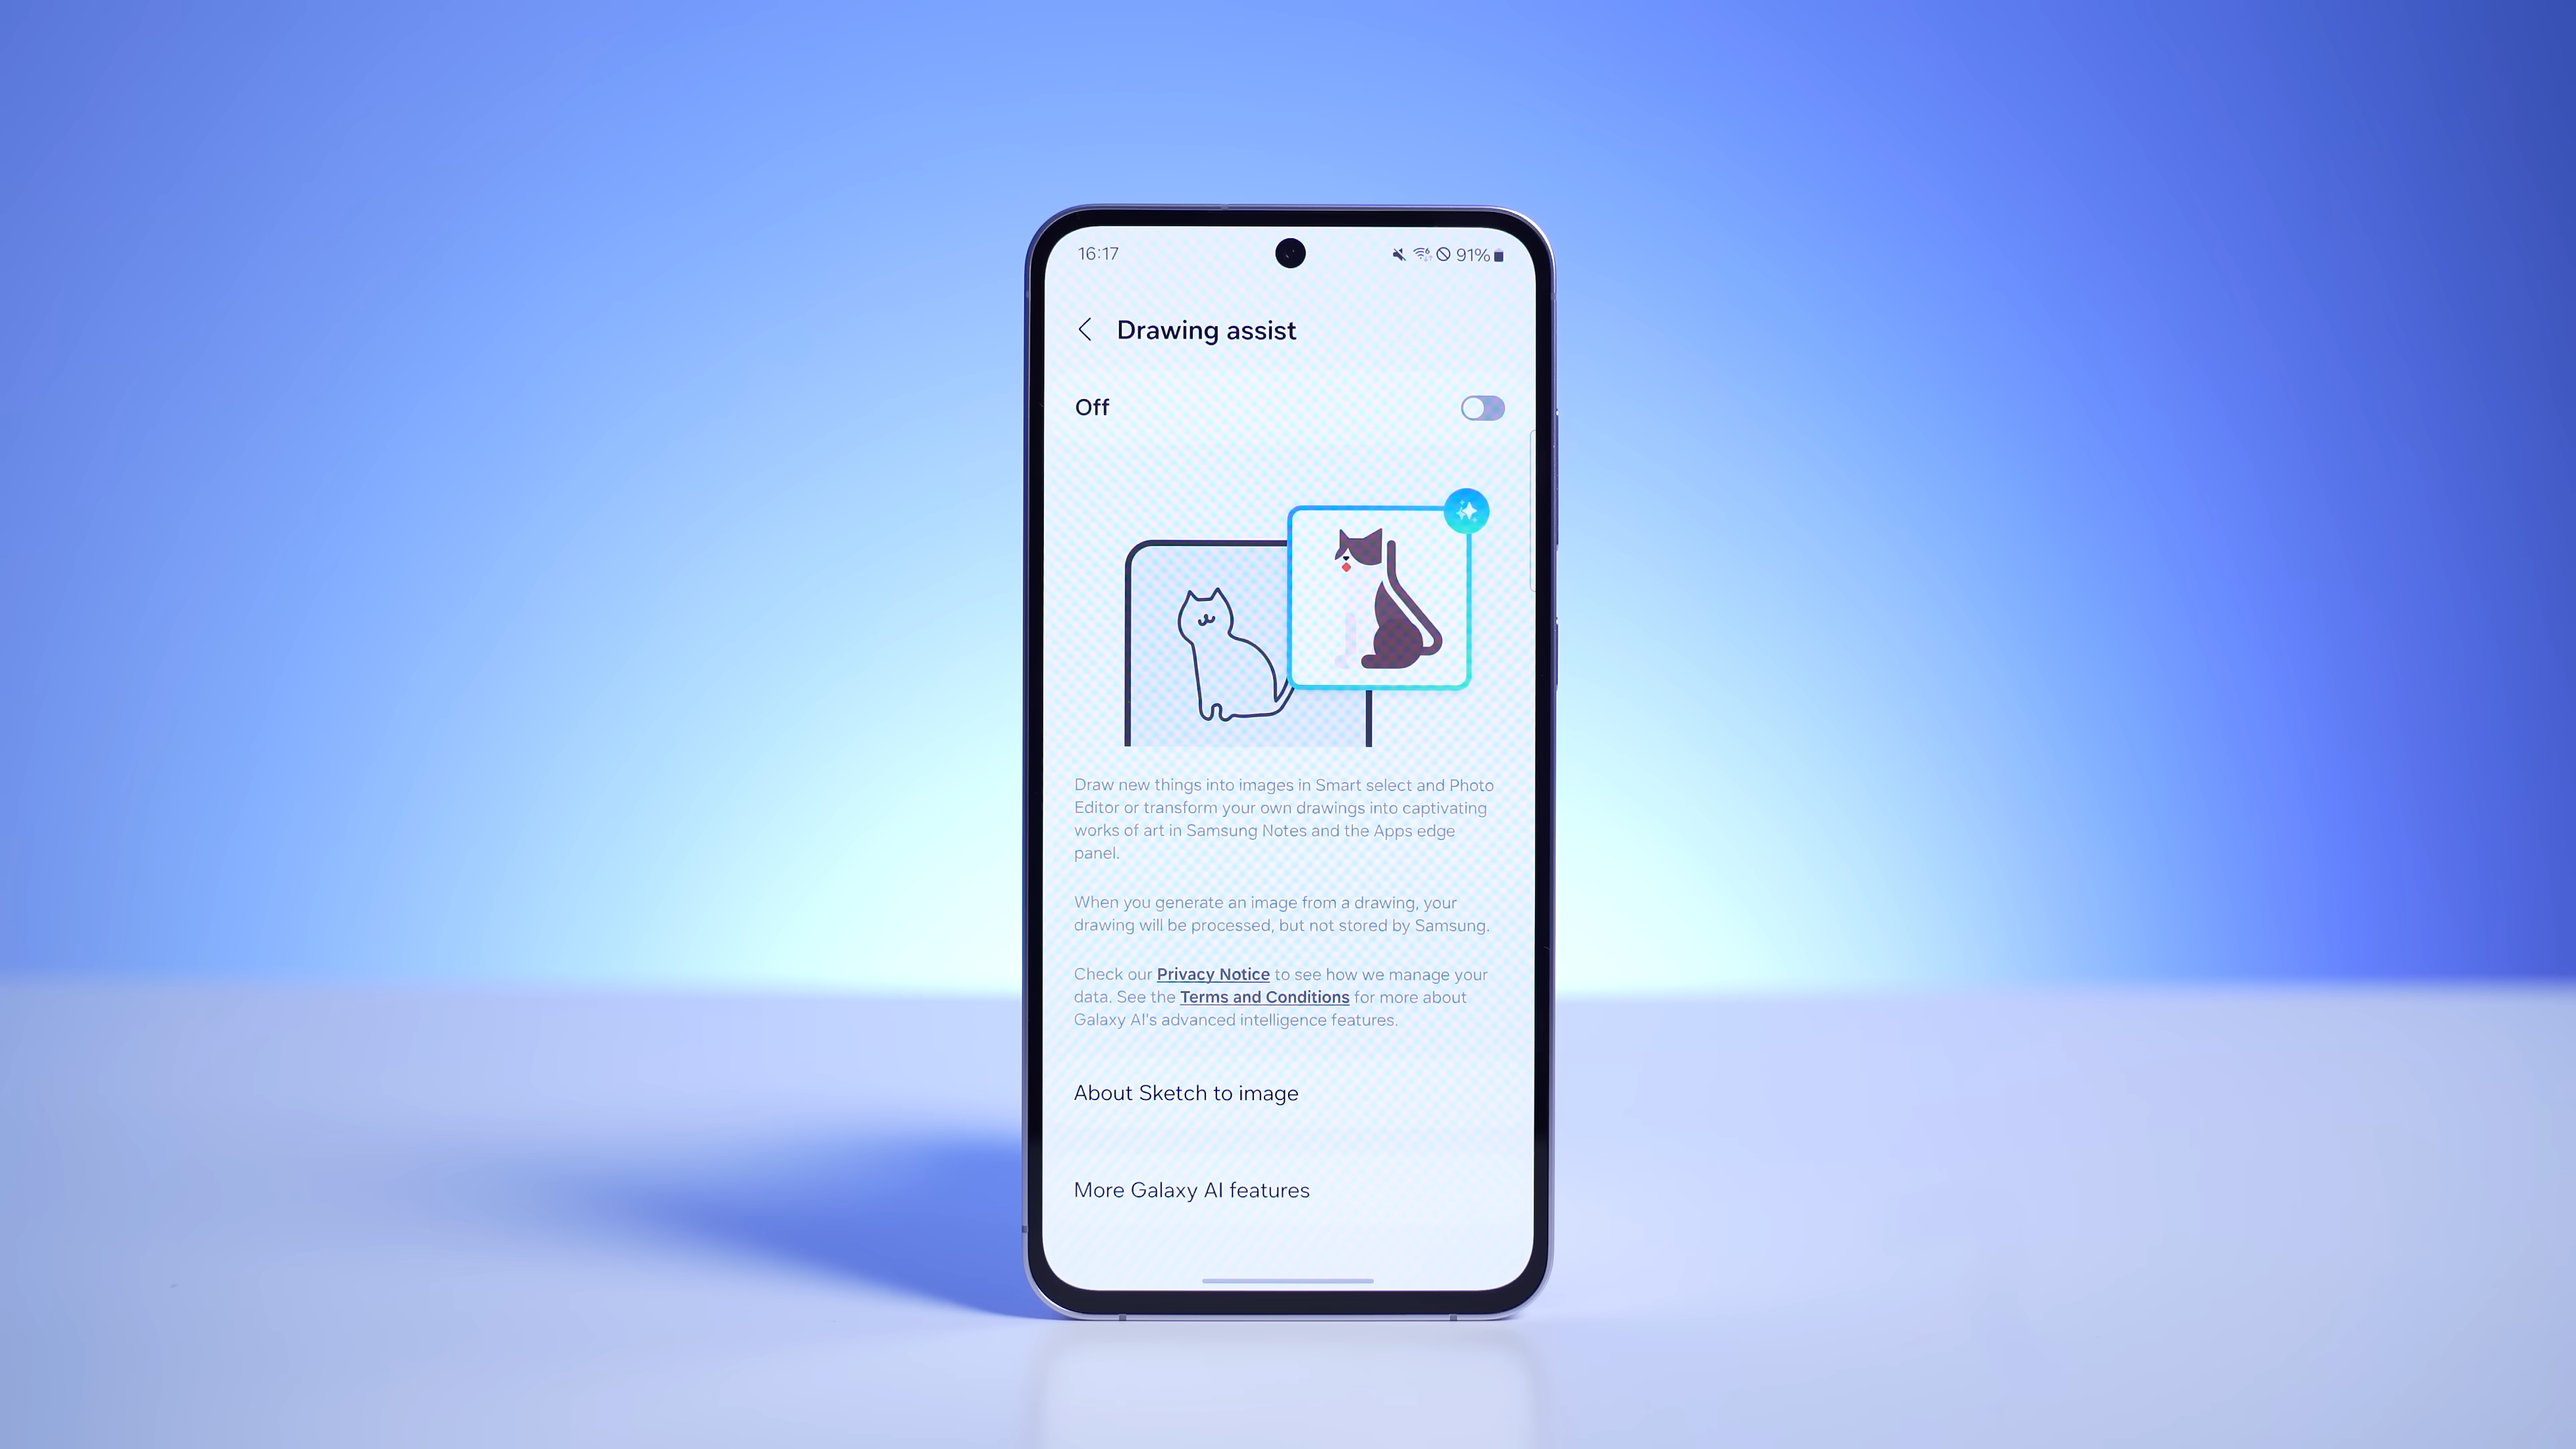 16:17
91%
Drawing assist
Off
Draw new things into images in Smart select and Photo
Editor or transform your own drawings into captivating
works of art in Samsung Notes and the Apps edge
panel.
When you generate an image from a drawing, your
drawing will be processed, but not stored by Samsung.
Check our Privacy Notice to see how we manage your
data. See the Terms and Conditions for more about
Galaxy AI's advanced intelligence features.
About Sketch to image
More Galaxy AI features